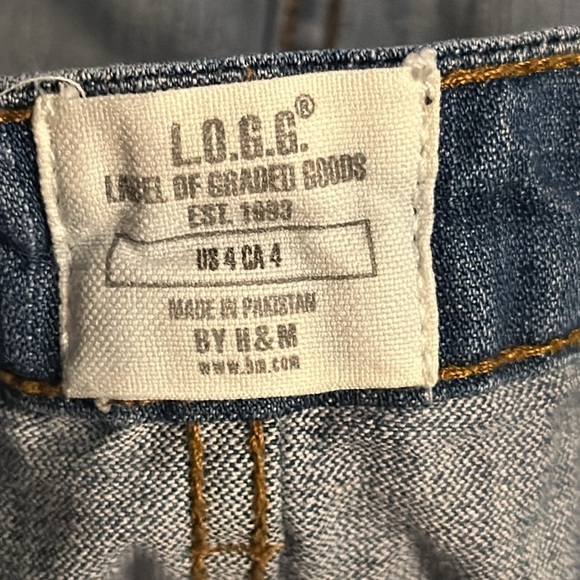 L.O.G.G.®
LABEL OF GRADED GOODS
EST. 1993
US 4 CA 4
MADE IN PAKISTAN
BY H&M
www.hm.com